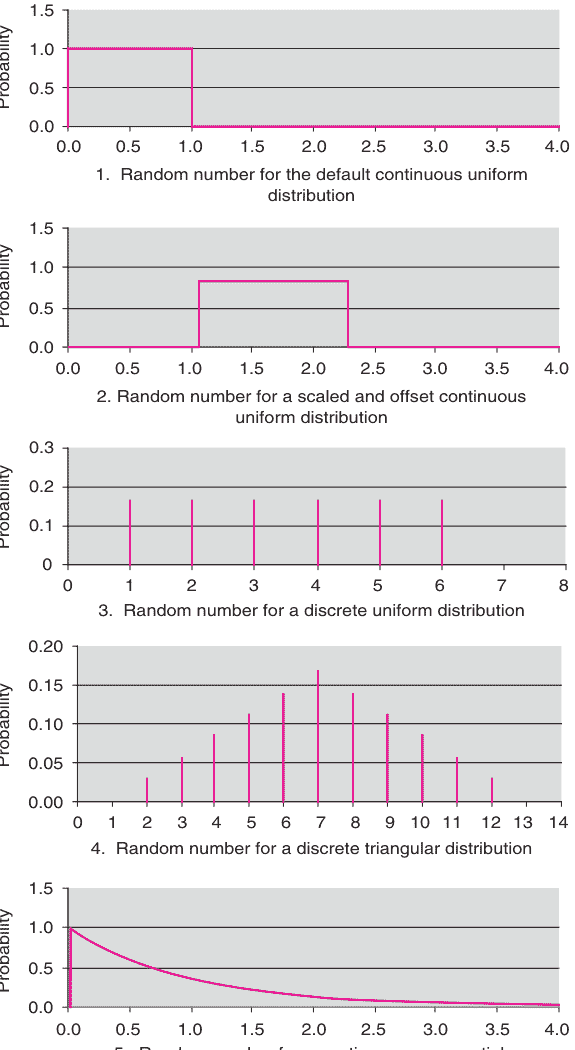 Probability
1.5
1.0
0.5
0.0
0.0 0.5 1.0 1.5 2.0 2.5 3.0 3.5 4.0
1. Random number for the default continuous uniform
distribution
Probability
1.5
1.0
0.5
0.0
0.0 0.5 1.0 1.5 2.0 2.5 3.0 3.5 4.0
2. Random number for a scaled and offset continuous
uniform distribution
Probability
0.3
0.2
0.1
0
0 1 2 3 4 5 6 7 8
3. Random number for a discrete uniform distribution
Probability
0.20
0.15
0.10
0.05
0.00
0 1 2 3 4 5 6 7 8 9 10 11 12 13 14
4. Random number for a discrete triangular distribution
Probability
1.5
1.0
0.5
0.0
0.0 0.5 1.0 1.5 2.0 2.5 3.0 3.5 4.0